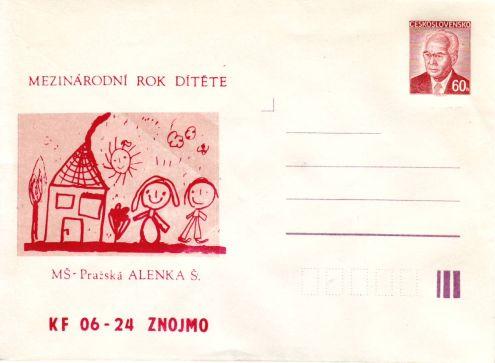 ČESKOSLOVENSKO
60h
MEZINÁRODNÍ ROK DÍTĚTE
MŠ-Pražská ALENKA Š.
KF 06-24 ZNOJMO